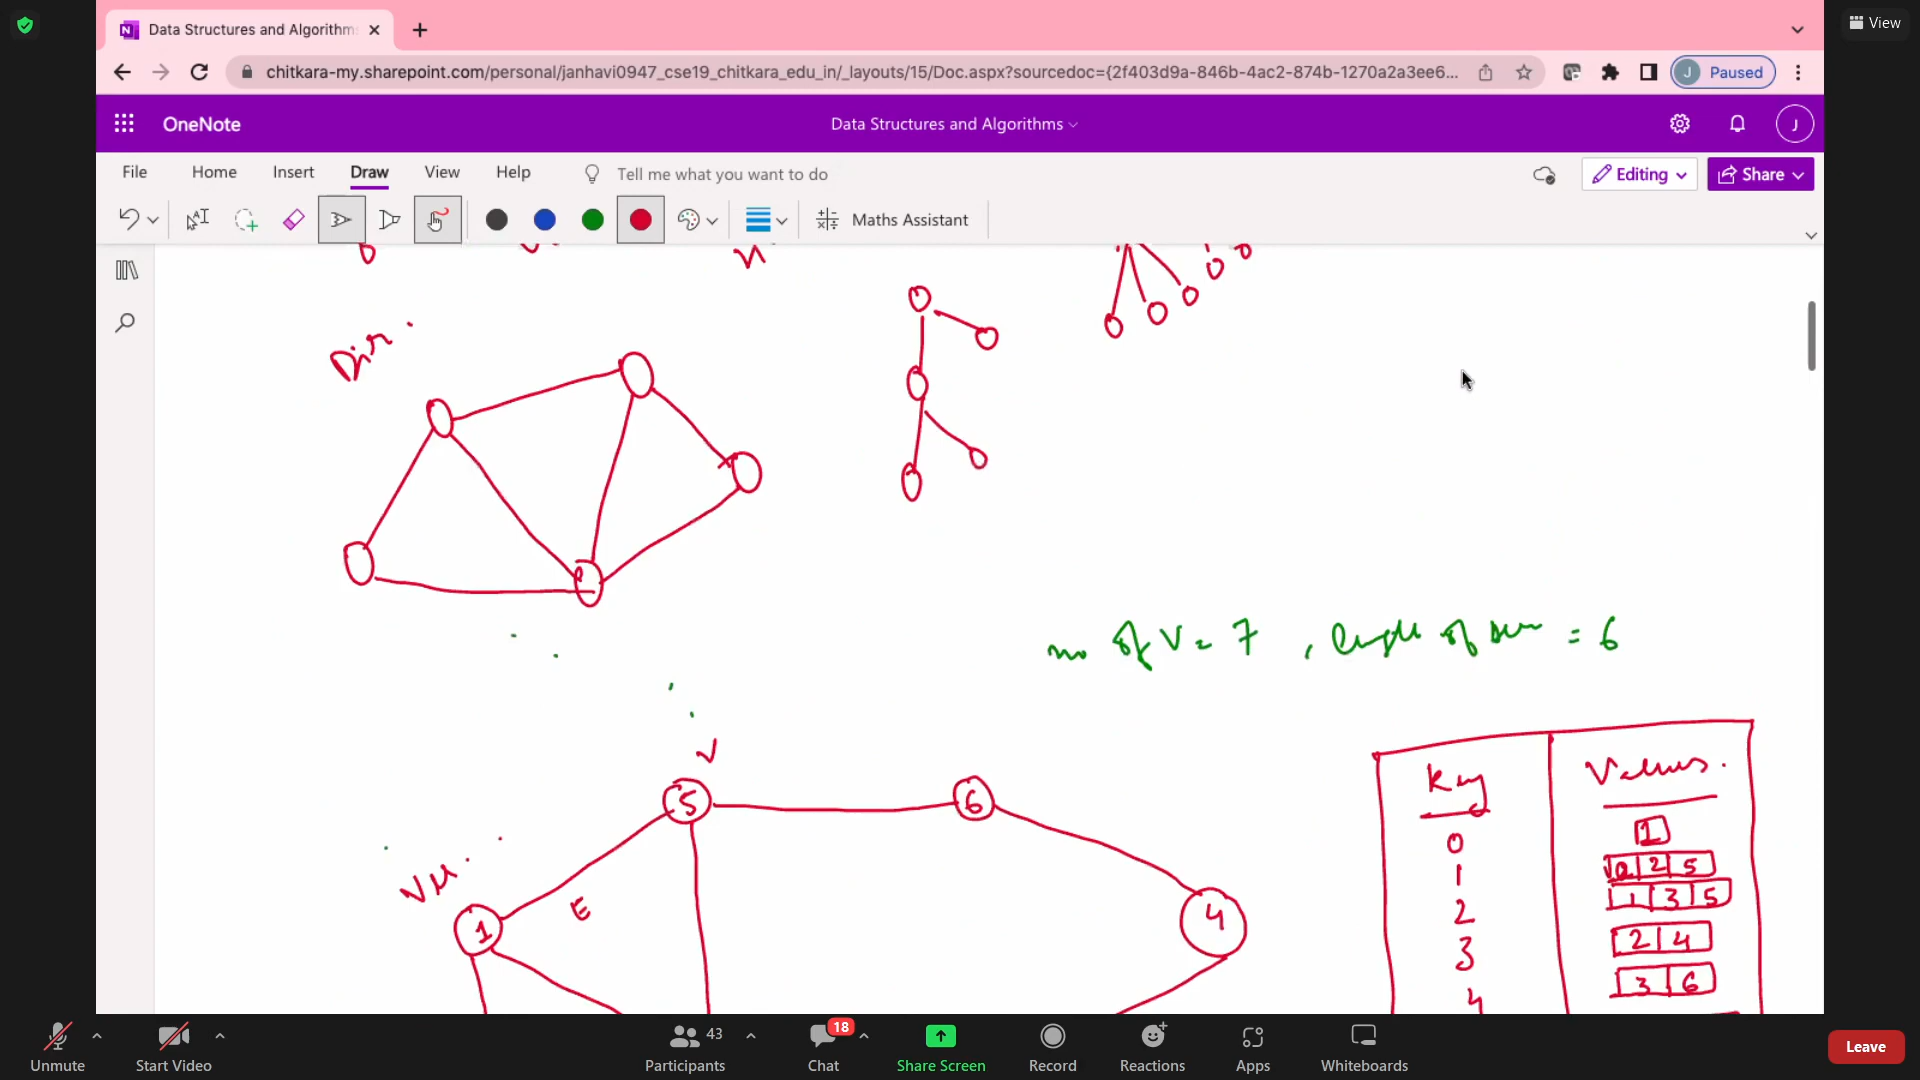 View
Data Structures and Algorithm
chitkara-my.sharepoint.com/personal/janhavi0947_cse19_chitkara_edu_in/_layouts/15/Doc.aspx?sourcedoc={2f403d9a-846b-4ac2-874b-1270a2a3ee6...
J Paused
OneNote
Data Structures and Algorithms
J
File Home Insert Draw View Help Tell me what you want to do
Editing Share
Maths Assistant
Dir.
no of V = 7 , length of = 6
V
5 6
Key Values.
0 1
1 0 2 5
2 1 3 5
3 2 4
4 3 6
E
1
4
Unmute Start Video Participants 43 Chat 18 Share Screen Record Reactions Apps Whiteboards Leave